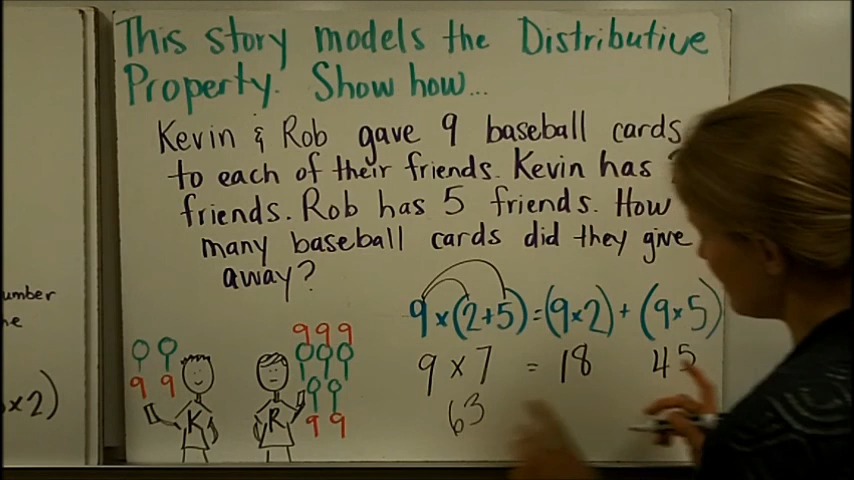 This story models the Distributive
Property. Show how...
Kevin & Rob gave 9 baseball cards
to each of their friends. Kevin has
friends. Rob has 5 friends. How
many baseball cards did they give
away?
umber
e
×2)
9×(2+5)=(9×2)+(9×5)
9 × 7 = 18 45
63
9 9 9
9 9
K R
9 9